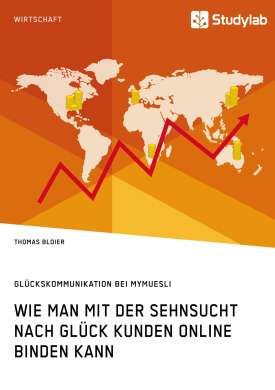 WIRTSCHAFT
Studylab
THOMAS BLOIER
GLÜCKSKOMMUNIKATION BEI MYMUESLI
WIE MAN MIT DER SEHNSUCHT
NACH GLÜCK KUNDEN ONLINE
BINDEN KANN